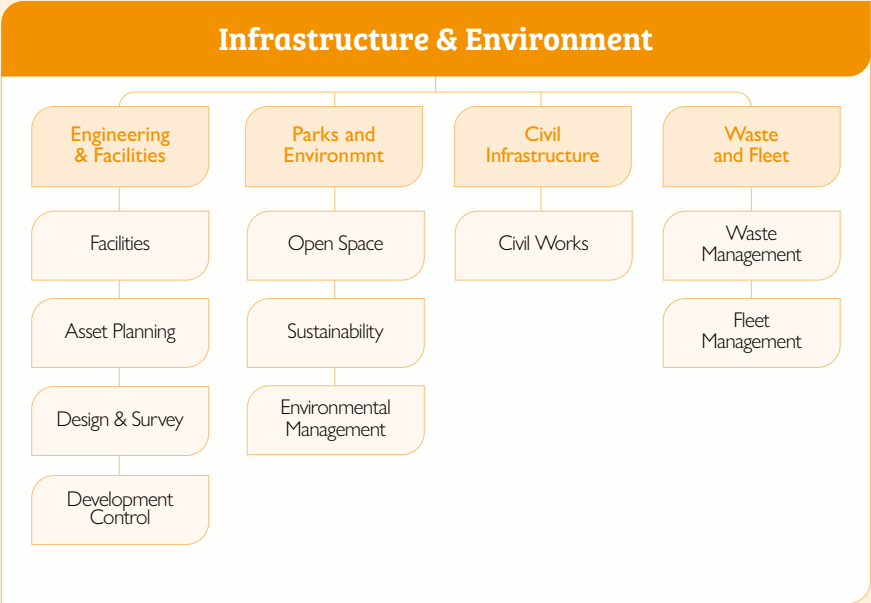 Infrastructure & Environment
Engineering
& Facilities
Facilities
Asset Planning
Design & Survey
Development
Control
Parks and
Environmnt
Open Space
Sustainability
Environmental
Management
Civil
Infrastructure
Civil Works
Waste
and Fleet
Waste
Management
Fleet
Management